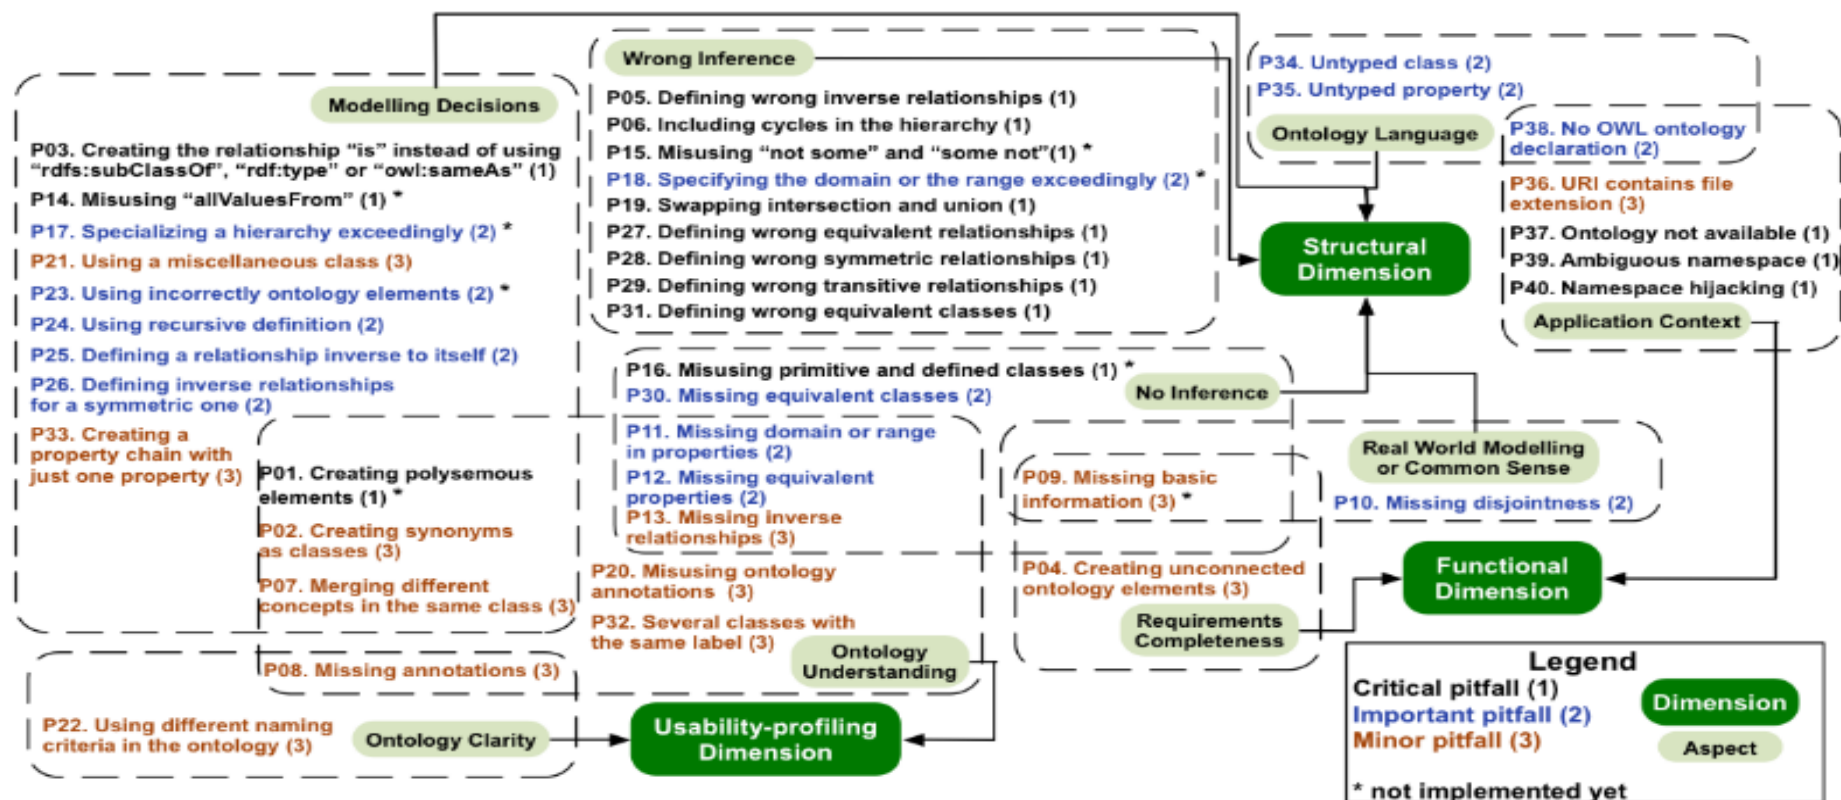 Modelling Decisions
P03. Creating the relationship “is” instead of using
“rdfs:subClassOf”, “rdf:type” or “owl:sameAs” (1)
P14. Misusing “allValuesFrom” (1) *
P17. Specializing a hierarchy exceedingly (2) *
P21. Using a miscellaneous class (3)
P23. Using incorrectly ontology elements (2) *
P24. Using recursive definition (2)
P25. Defining a relationship inverse to itself (2)
P26. Defining inverse relationships
for a symmetric one (2)
P33. Creating a
property chain with
just one property (3)
P01. Creating polysemous
elements (1) *
P02. Creating synonyms
as classes (3)
P07. Merging different
concepts in the same class (3)
P08. Missing annotations (3)
P22. Using different naming
criteria in the ontology (3)
Ontology Clarity
Wrong Inference
P05. Defining wrong inverse relationships (1)
P06. Including cycles in the hierarchy (1)
P15. Misusing “not some” and “some not”(1) *
P18. Specifying the domain or the range exceedingly (2) *
P19. Swapping intersection and union (1)
P27. Defining wrong equivalent relationships (1)
P28. Defining wrong symmetric relationships (1)
P29. Defining wrong transitive relationships (1)
P31. Defining wrong equivalent classes (1)
P16. Misusing primitive and defined classes (1) *
P30. Missing equivalent classes (2)
No Inference
P11. Missing domain or range
in properties (2)
P12. Missing equivalent
properties (2)
P13. Missing inverse
relationships (3)
P20. Misusing ontology
annotations (3)
P32. Several classes with
the same label (3)
Ontology
Understanding
Usability-profiling
Dimension
P34. Untyped class (2)
P35. Untyped property (2)
Ontology Language
P38. No OWL ontology
declaration (2)
P36. URI contains file
extension (3)
P37. Ontology not available (1)
P39. Ambiguous namespace (1)
P40. Namespace hijacking (1)
Application Context
Structural
Dimension
Real World Modelling
or Common Sense
P09. Missing basic
information (3) *
P10. Missing disjointness (2)
P04. Creating unconnected
ontology elements (3)
Requirements
Completeness
Functional
Dimension
Legend
Critical pitfall (1)
Important pitfall (2)
Minor pitfall (3)
Dimension
Aspect
* not implemented yet